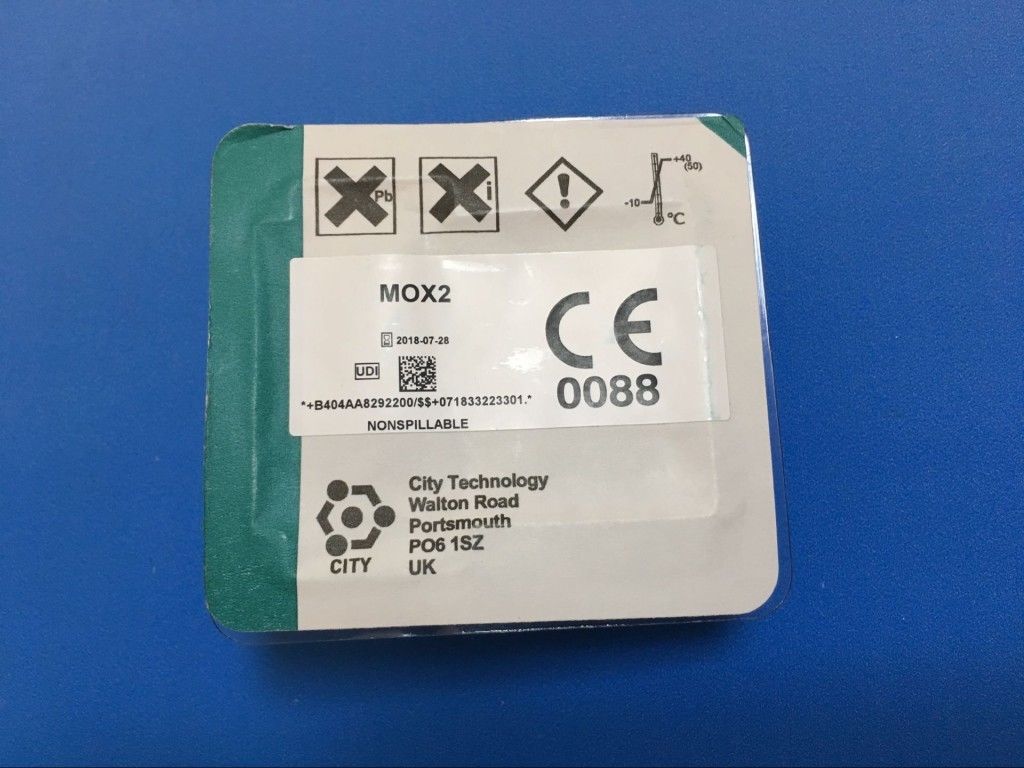 Pb
i
!
+40
(50)
-10
°C
MOX2
2018-07-28
UDI
*+B404AA8292200/$$+071833223301.*
NONSPILLABLE
CE
0088
City Technology
Walton Road
Portsmouth
PO6 1SZ
UK
CITY